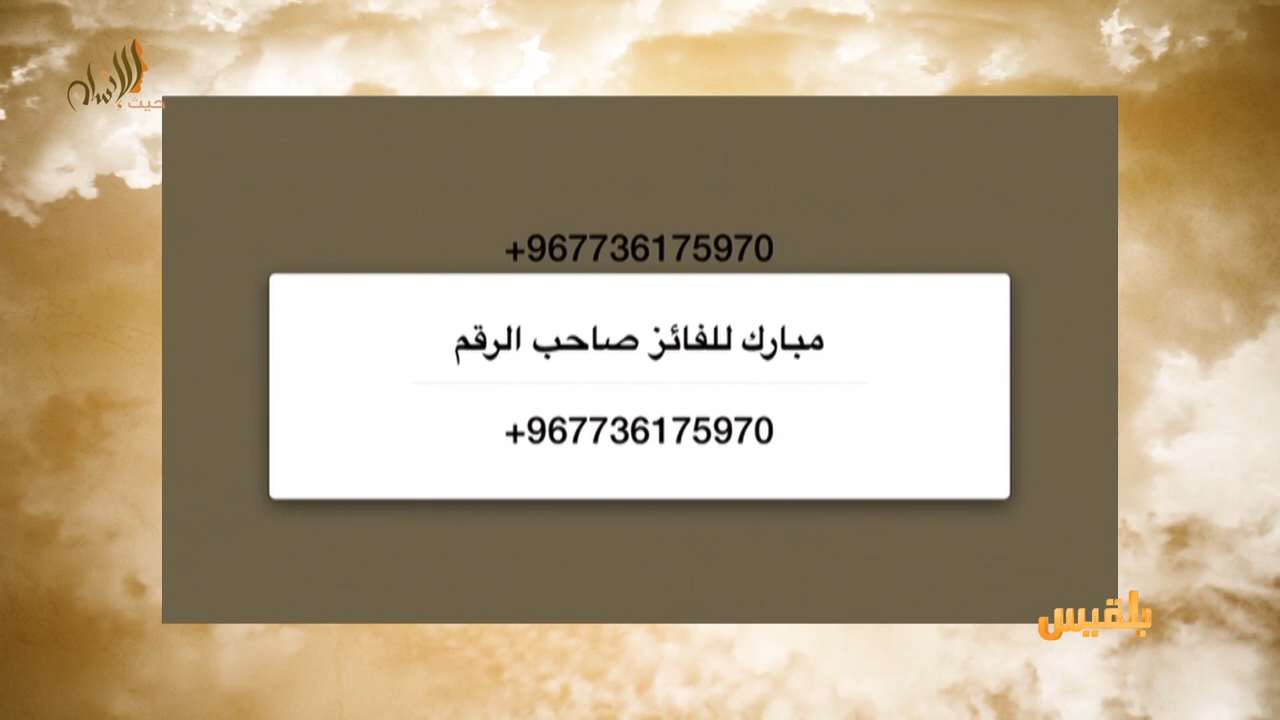 حيث الإنسان
+967736175970
مبارك للفائز صاحب الرقم
+967736175970
بلقيس